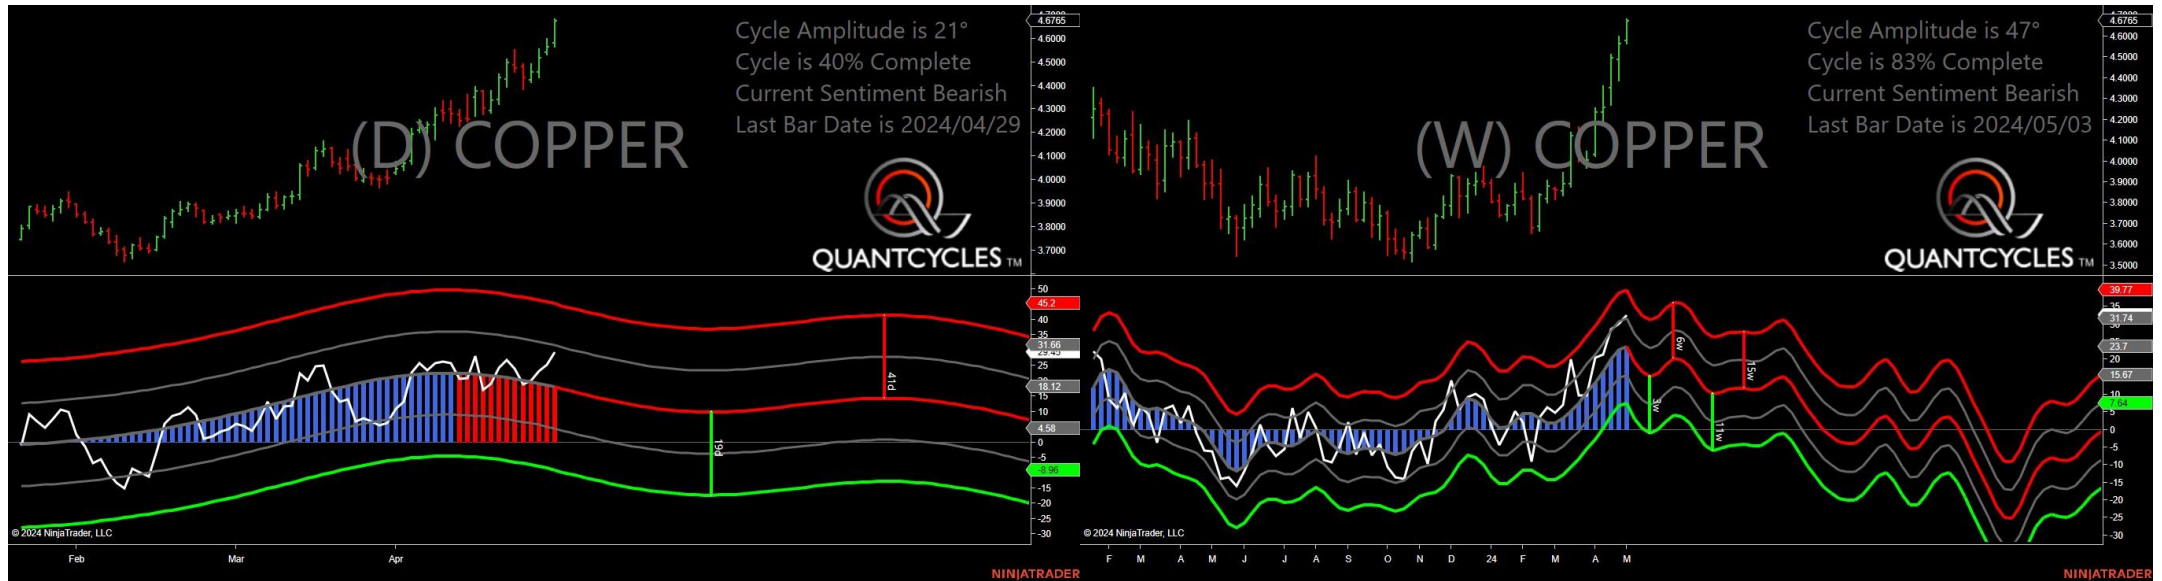 Cycle Amplitude is 21°
Cycle is 40% Complete
Current Sentiment Bearish
Last Bar Date is 2024/04/29
(D) COPPER
QUANTCYCLES TM
4.6765
4.6000
4.5000
4.4000
4.3000
4.2000
4.1000
4.0000
3.9000
3.8000
3.7000
50
45.2
40
35
31.66
29.45
25
18.12
15
10
4.58
0
-5
-8.96
-15
-20
-25
-30
41d
19d
© 2024 NinjaTrader, LLC
Feb Mar Apr
NINJATRADER
Cycle Amplitude is 47°
Cycle is 83% Complete
Current Sentiment Bearish
Last Bar Date is 2024/05/03
(W) COPPER
QUANTCYCLES TM
4.6765
4.6000
4.5000
4.4000
4.3000
4.2000
4.1000
4.0000
3.9000
3.8000
3.7000
3.6000
3.5000
39.77
35
31.74
23.7
20
15.67
7.64
5
0
-5
-10
-15
-20
-25
-30
6w
15w
3w
11w
© 2024 NinjaTrader, LLC
F M A M J J A S O N D 24 F M A M
NINJATRADER